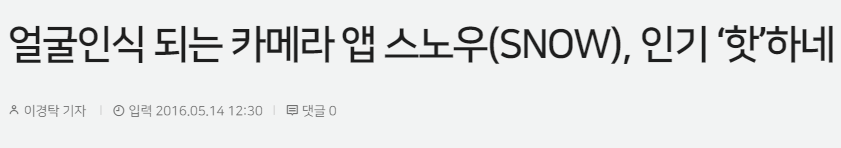 얼굴인식 되는 카메라 앱 스노우(SNOW), 인기 ‘핫’하네
이경탁 기자 | 입력 2016.05.14 12:30 | 댓글 0